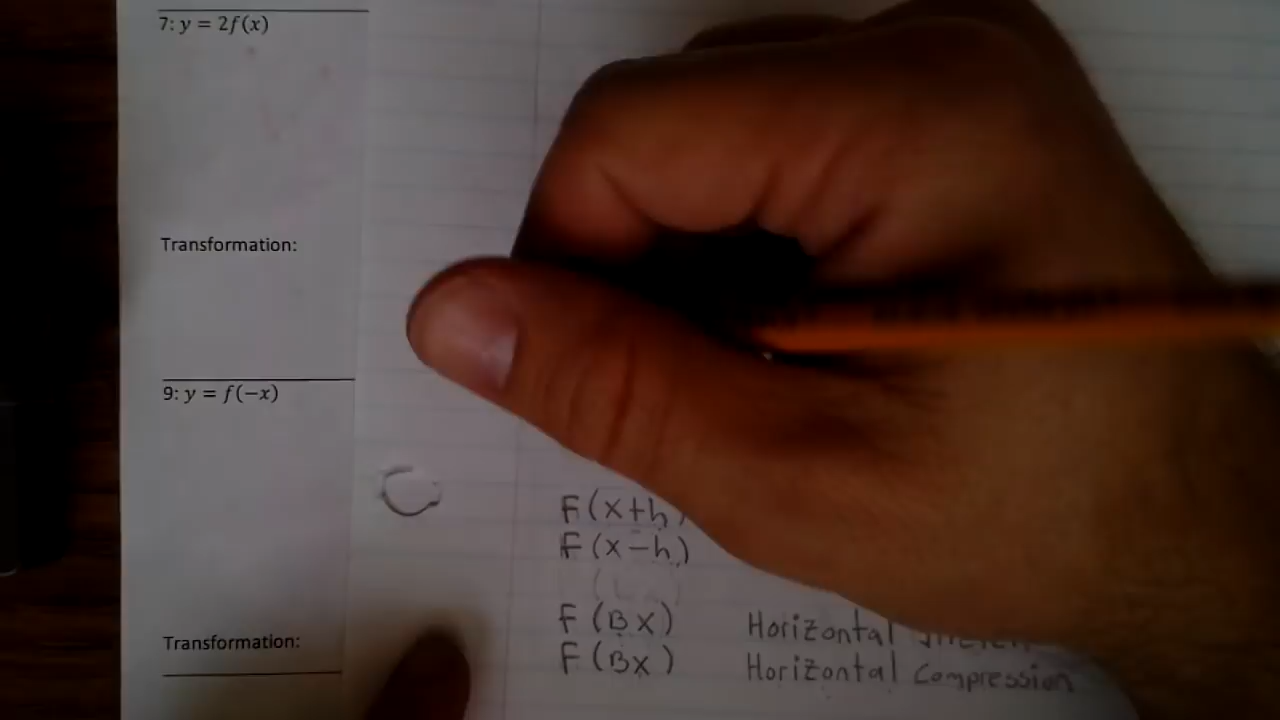 7: y = 2f(x)
Transformation:
9: y = f(−x)
F(x+h)
F(x−h)
F(Bx) Horizontal
F(Bx) Horizontal Compression
Transformation: